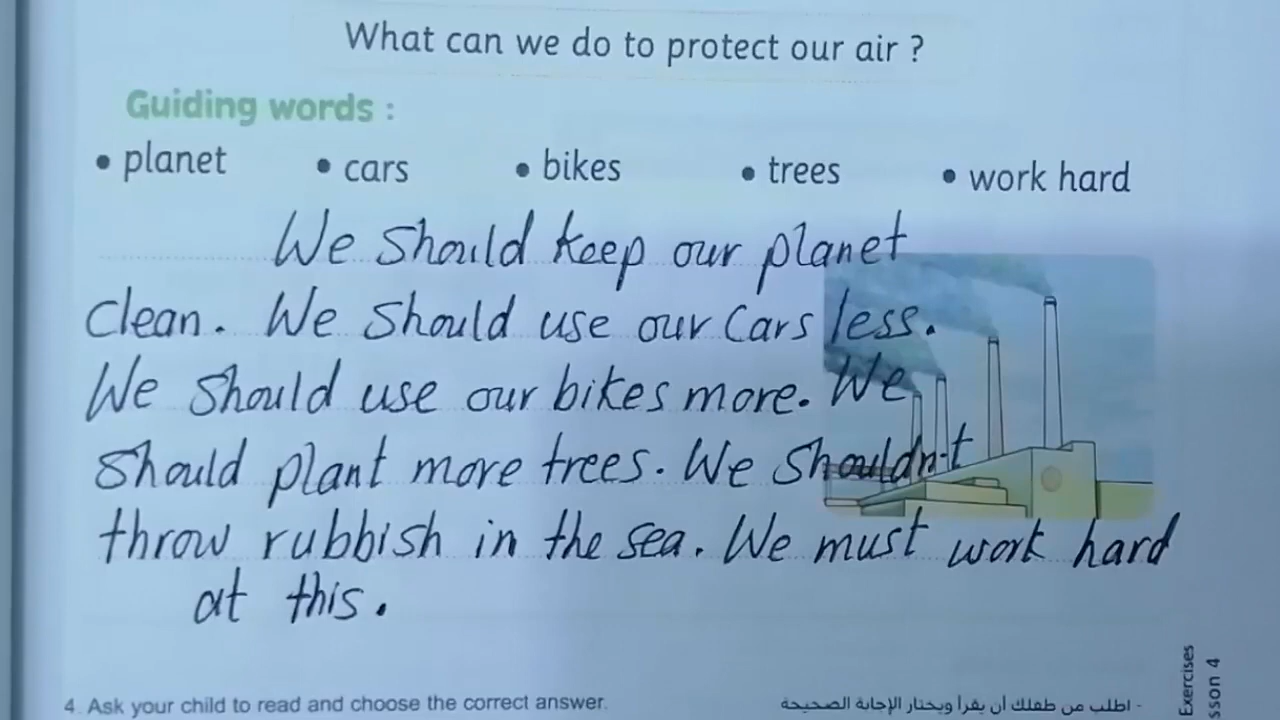 What can we do to protect our air ?
Guiding words :
• planet • cars • bikes • trees • work hard
We should keep our planet
clean. We should use our cars less.
We should use our bikes more. We
should plant more trees. We shouldn't
throw rubbish in the sea. We must work hard
at this.
4. Ask your child to read and choose the correct answer.
- اطلب من طفلك أن يقرأ ويختار الإجابة الصحيحة
Exercises
sson 4